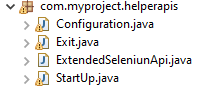 com.myproject.helperapis
Configuration.java
Exit.java
ExtendedSeleniunApi.java
StartUp.java